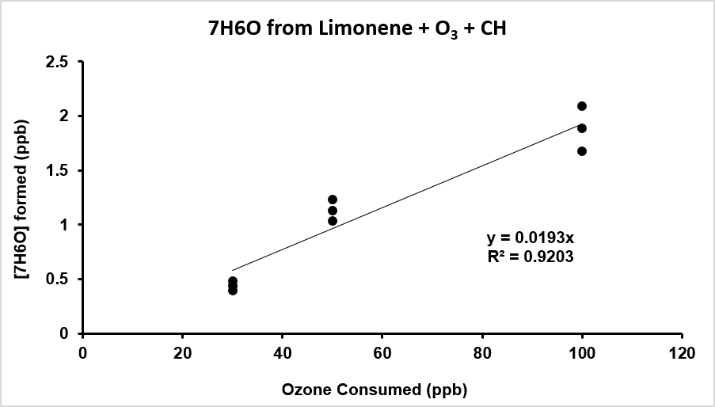 7H6O from Limonene + O₃ + CH
2.5
2
1.5
1
0.5
0
[7H6O] formed (ppb)
y = 0.0193x
R² = 0.9203
0 20 40 60 80 100 120
Ozone Consumed (ppb)